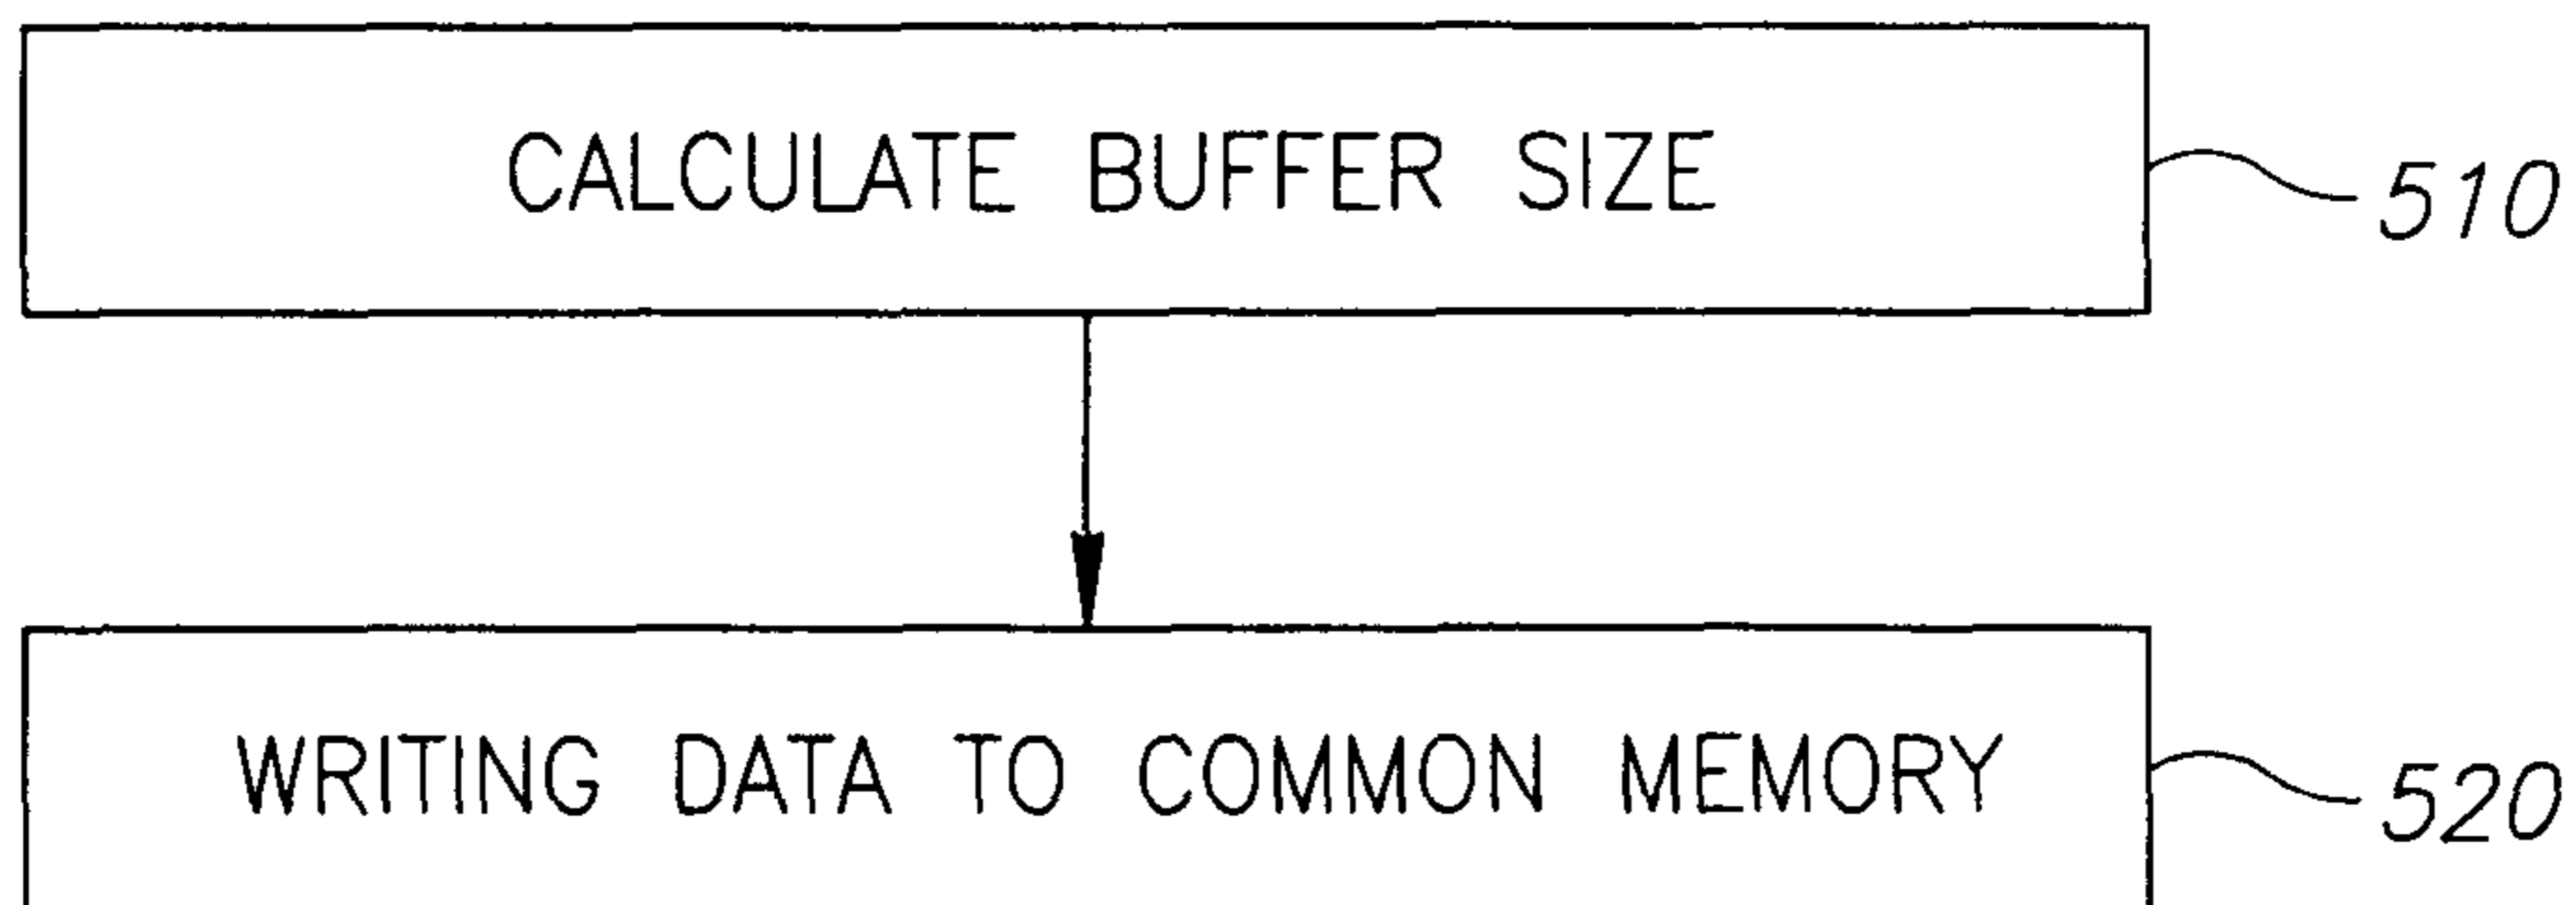 CALCULATE BUFFER SIZE
510
WRITING DATA TO COMMON MEMORY
520